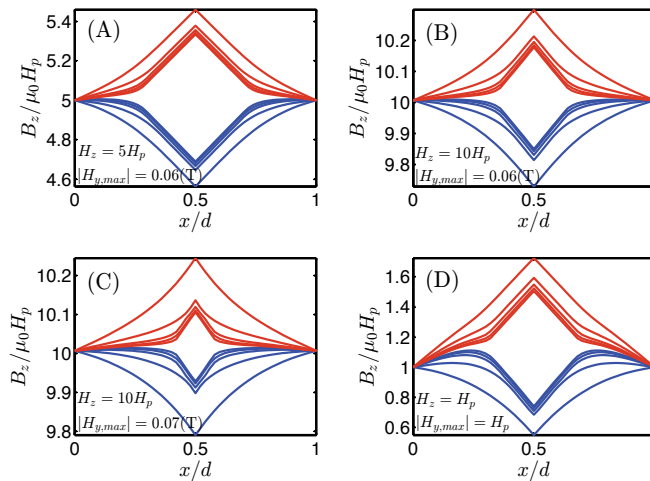 (A)
5.4
5.2
5
4.8
4.6
B_z/μ_0H_p
H_z = 5H_p
|H_{y,max}| = 0.06(T)
0
0.5
1
x/d
(B)
10.2
10.1
10
9.9
9.8
B_z/μ_0H_p
H_z = 10H_p
|H_{y,max}| = 0.06(T)
0
0.5
x/d
(C)
10.2
10.1
10
9.9
9.8
B_z/μ_0H_p
H_z = 10H_p
|H_{y,max}| = 0.07(T)
0
0.5
1
x/d
(D)
1.6
1.4
1.2
1
0.8
0.6
B_z/μ_0H_p
H_z = H_p
|H_{y,max}| = H_p
0
0.5
x/d